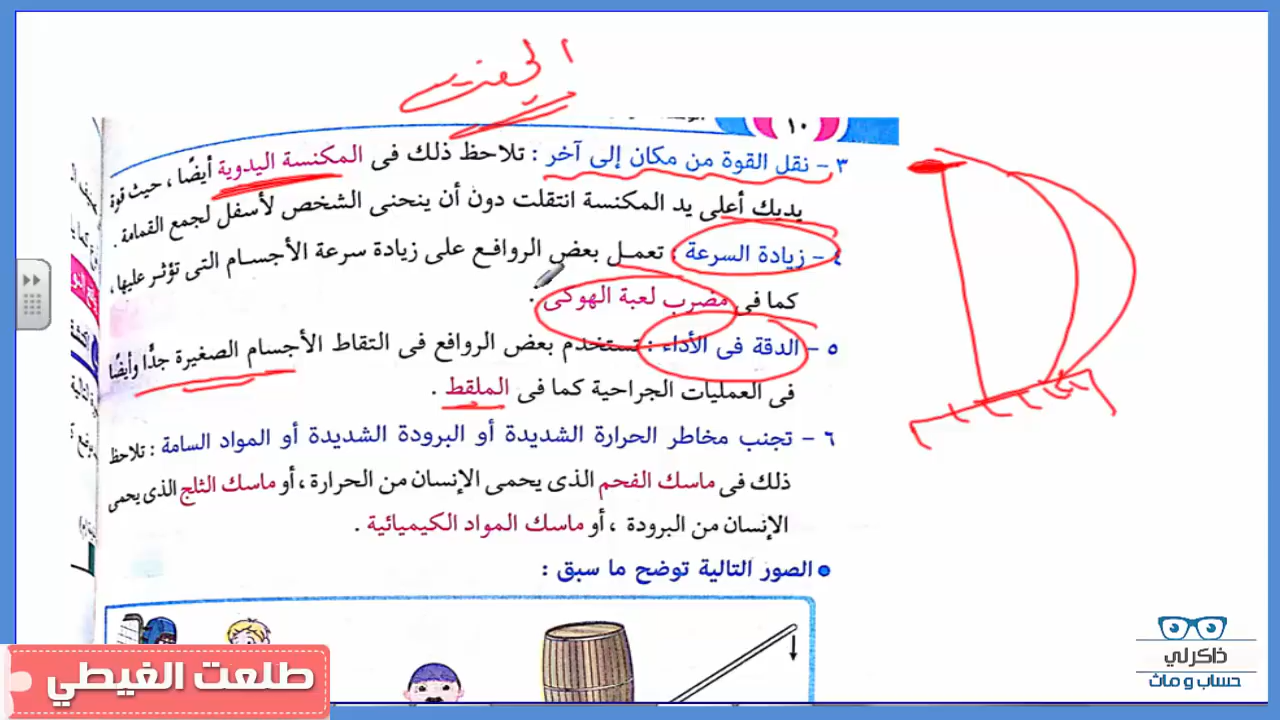 ١٠
٣ - نقل القوة من مكان إلى آخر : تلاحظ ذلك فى المكنسة اليدوية أيضًا ، حيث قوة
يديك أعلى يد المكنسة انتقلت دون أن ينحنى الشخص لأسفل لجمع القمامة .
٤ - زيادة السرعة : تعمـل بعض الروافـع على زيادة سرعة الأجسـام التى تؤثـر عليها ،
كما فى مضرب لعبة الهوكى .
٥ - الدقة فى الأداء : تستخدم بعض الروافع فى التقاط الأجسام الصغيرة جدًّا وأيضًا
فى العمليات الجراحية كما فى الملقط .
٦ - تجنب مخاطر الحرارة الشديدة أو البرودة الشديدة أو المواد السامة : تلاحظ
ذلك فى ماسك الفحم الذى يحمى الإنسان من الحرارة ، أو ماسك الثلج الذى يحمى
الإنسان من البرودة ، أو ماسك المواد الكيميائية .
● الصور التالية توضح ما سبق :
طلعت الغيطي
ذاكرلي
حساب و ماث